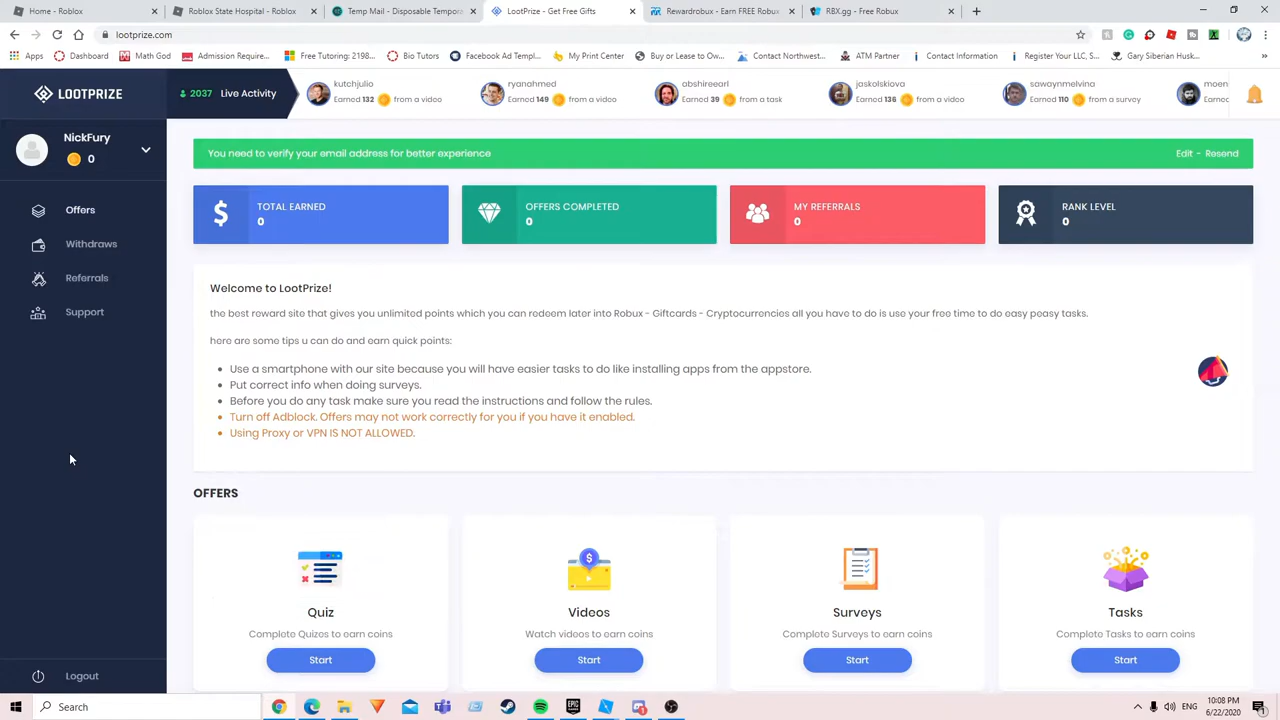 Home - Roblox
Roblox State Hospital - Roblox
Temp Mail - Disposable Tempora
LootPrize - Get Free Gifts
Rewardrobux - Earn FREE Robux
RBX.gg - Free Robux
lootprize.com
Apps
Dashboard
Math God
Admission Require...
Free Tutoring: 2198...
Bio Tutors
Facebook Ad Templ...
My Print Center
Buy or Lease to Ow...
Contact Northwest...
ATM Partner
Contact Information
Register Your LLC,...
Gary Siberian Husk...
LOOTPRIZE
2037 Live Activity
kutchjulio
Earned 132 from a video
ryanahmed
Earned 149 from a video
abshireearl
Earned 39 from a task
jaskolskiova
Earned 136 from a video
sawaynmelvina
Earned 110 from a survey
moen
Earned
NickFury
0
Offers
Withdraws
Referrals
Support
Logout
You need to verify your email address for better experience
Edit - Resend
TOTAL EARNED
0
OFFERS COMPLETED
0
MY REFERRALS
0
RANK LEVEL
0
Welcome to LootPrize!
the best reward site that gives you unlimited points which you can redeem later into Robux - Giftcards - Cryptocurrencies all you have to do is use your free time to do easy peasy tasks.
here are some tips u can do and earn quick points:
Use a smartphone with our site because you will have easier tasks to do like installing apps from the appstore.
Put correct info when doing surveys.
Before you do any task make sure you read the instructions and follow the rules.
Turn off Adblock. Offers may not work correctly for you if you have it enabled.
Using Proxy or VPN IS NOT ALLOWED.
OFFERS
Quiz
Complete Quizes to earn coins
Start
Videos
Watch videos to earn coins
Start
Surveys
Complete Surveys to earn coins
Start
Tasks
Complete Tasks to earn coins
Start
Search
ENG
10:08 PM
6/22/2020